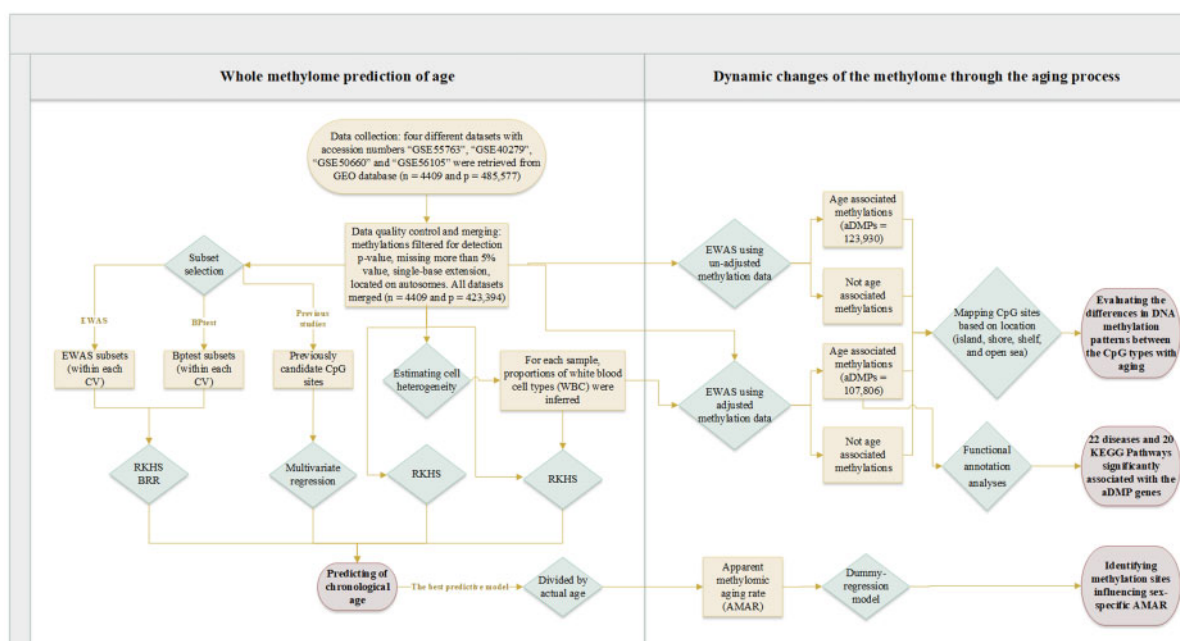 Whole methylome prediction of age
Dynamic changes of the methylome through the aging process
Data collection: four different datasets with
accession numbers “GSE55763”, “GSE40279”,
“GSE50660” and “GSE56105” were retrieved from
GEO database (n = 4409 and p = 485,577)
Data quality control and merging:
methylations filtered for detection
p-value, missing more than 5%
value, single-base extension,
located on autosomes. All datasets
merged (n = 4409 and p = 423,394)
Subset
selection
EWAS
BPtest
Previous
studies
EWAS subsets
(within each
CV)
Bptest subsets
(within each
CV)
Previously
candidate CpG
sites
Estimating cell
heterogeneity
For each sample,
proportions of white blood
cell types (WBC) were
inferred
RKHS
BRR
Multivariate
regression
RKHS
RKHS
Predicting of
chronological
age
The best predictive model
Divided by
actual age
EWAS using
un-adjusted
methylation data
Age associated
methylations
(aDMPs =
123,930)
Not age
associated
methylations
EWAS using
adjusted
methylation data
Age associated
methylations
(aDMPs =
107,806)
Not age
associated
methylations
Mapping CpG sites
based on location
(island, shore, shelf,
and open sea)
Evaluating the
differences in DNA
methylation
patterns between
the CpG types with
aging
Functional
annotation
analyses
22 diseases and 20
KEGG Pathways
significantly
associated with the
aDMP genes
Apparent
methylomic
aging rate
(AMAR)
Dummy-
regression
model
Identifying
methylation sites
influencing sex-
specific AMAR